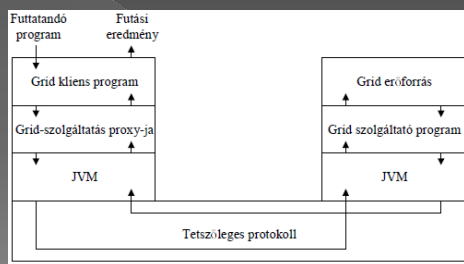 Futtatandó
program
Futási
eredmény
Grid kliens program
Grid-szolgáltatás proxy-ja
JVM
Grid erőforrás
Grid szolgáltató program
JVM
Tetszőleges protokoll